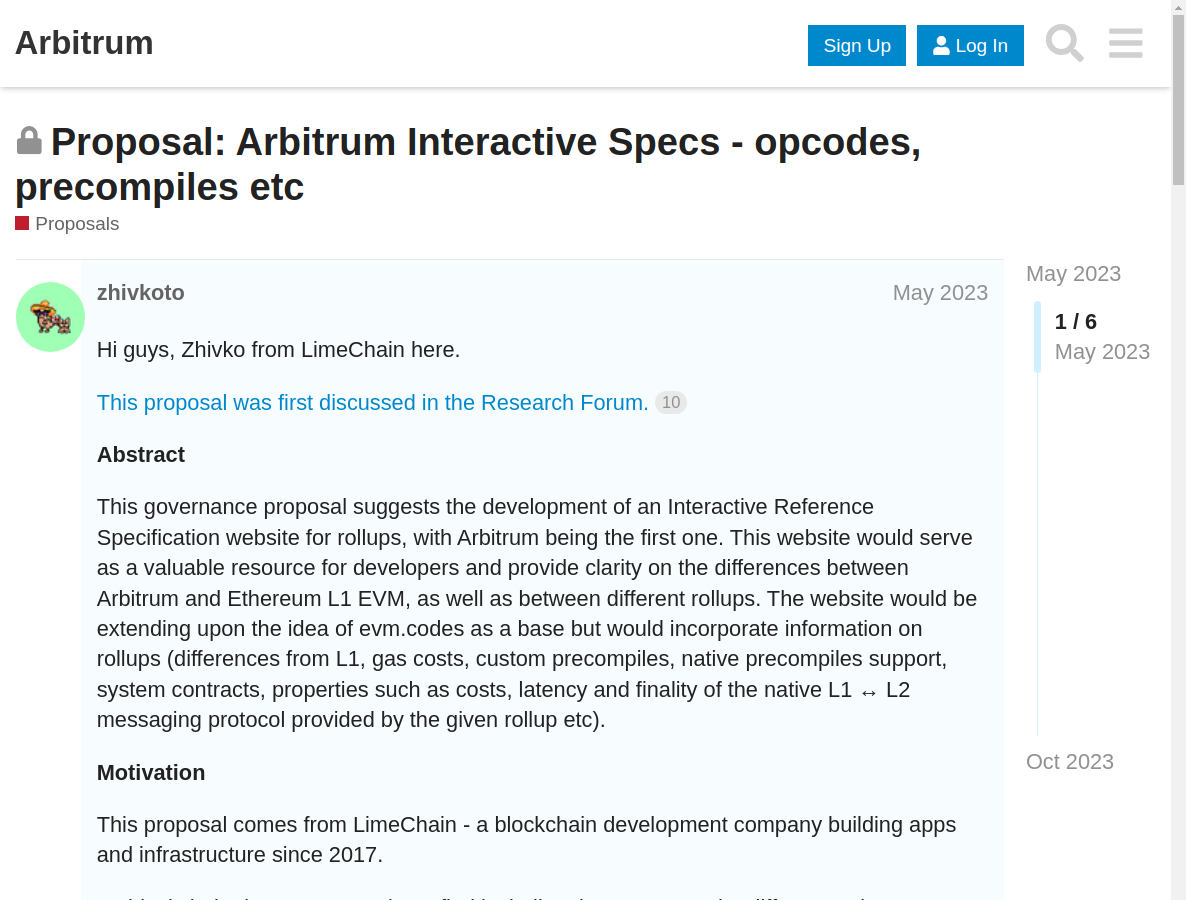 Arbitrum
Sign Up
Log In
Proposal: Arbitrum Interactive Specs - opcodes,
precompiles etc
Proposals
zhivkoto
May 2023
Hi guys, Zhivko from LimeChain here.
This proposal was first discussed in the Research Forum. 10
Abstract
This governance proposal suggests the development of an Interactive Reference
Specification website for rollups, with Arbitrum being the first one. This website would serve
as a valuable resource for developers and provide clarity on the differences between
Arbitrum and Ethereum L1 EVM, as well as between different rollups. The website would be
extending upon the idea of evm.codes as a base but would incorporate information on
rollups (differences from L1, gas costs, custom precompiles, native precompiles support,
system contracts, properties such as costs, latency and finality of the native L1 ↔ L2
messaging protocol provided by the given rollup etc).
Motivation
This proposal comes from LimeChain - a blockchain development company building apps
and infrastructure since 2017.
May 2023
1 / 6
May 2023
Oct 2023